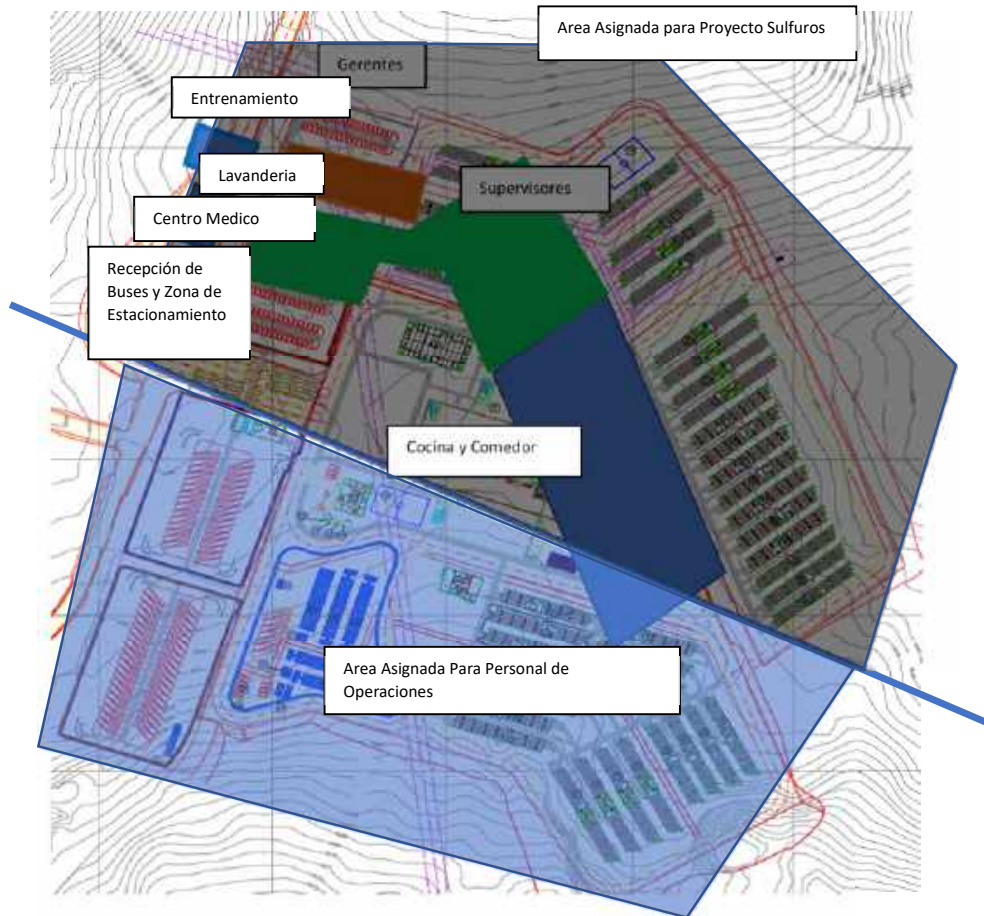 Area Asignada para Proyecto Sulfuros
Gerentes
Entrenamiento
Lavanderia
Supervisores
Centro Medico
Recepción de
Buses y Zona de
Estacionamiento
Cocina y Comedor
Area Asignada Para Personal de
Operaciones